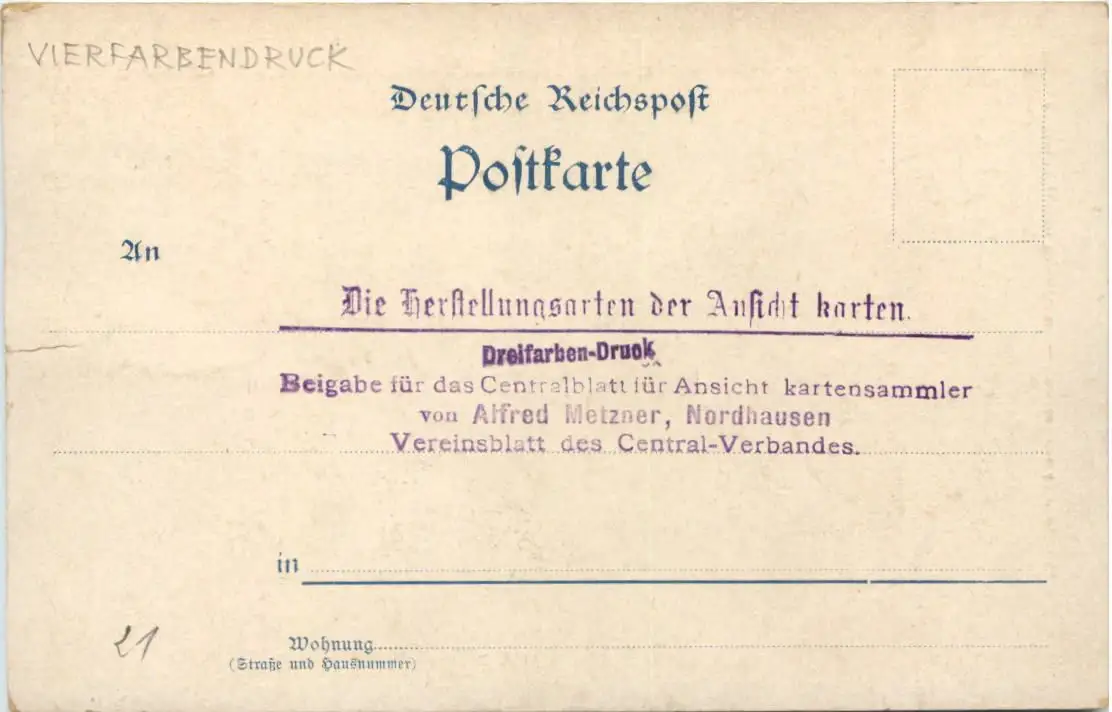 VIERFARBENDRUCK
Deutsche Reichspost
Postkarte
An
Die Herstellungsarten der Ansicht karten.
Dreifarben-Druck
Beigabe für das Centralblatt für Ansicht kartensammler
von Alfred Metzner, Nordhausen
Vereinsblatt des Central-Verbandes.
in
21
Wohnung
(Straße und Hausnummer)